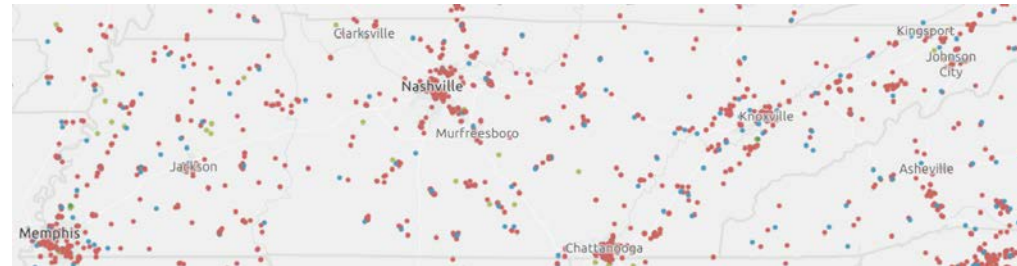 Clarksville
Kingsport
Johnson
City
Nashville
Knoxville
Murfreesboro
Jackson
Asheville
Memphis
Chattanooga